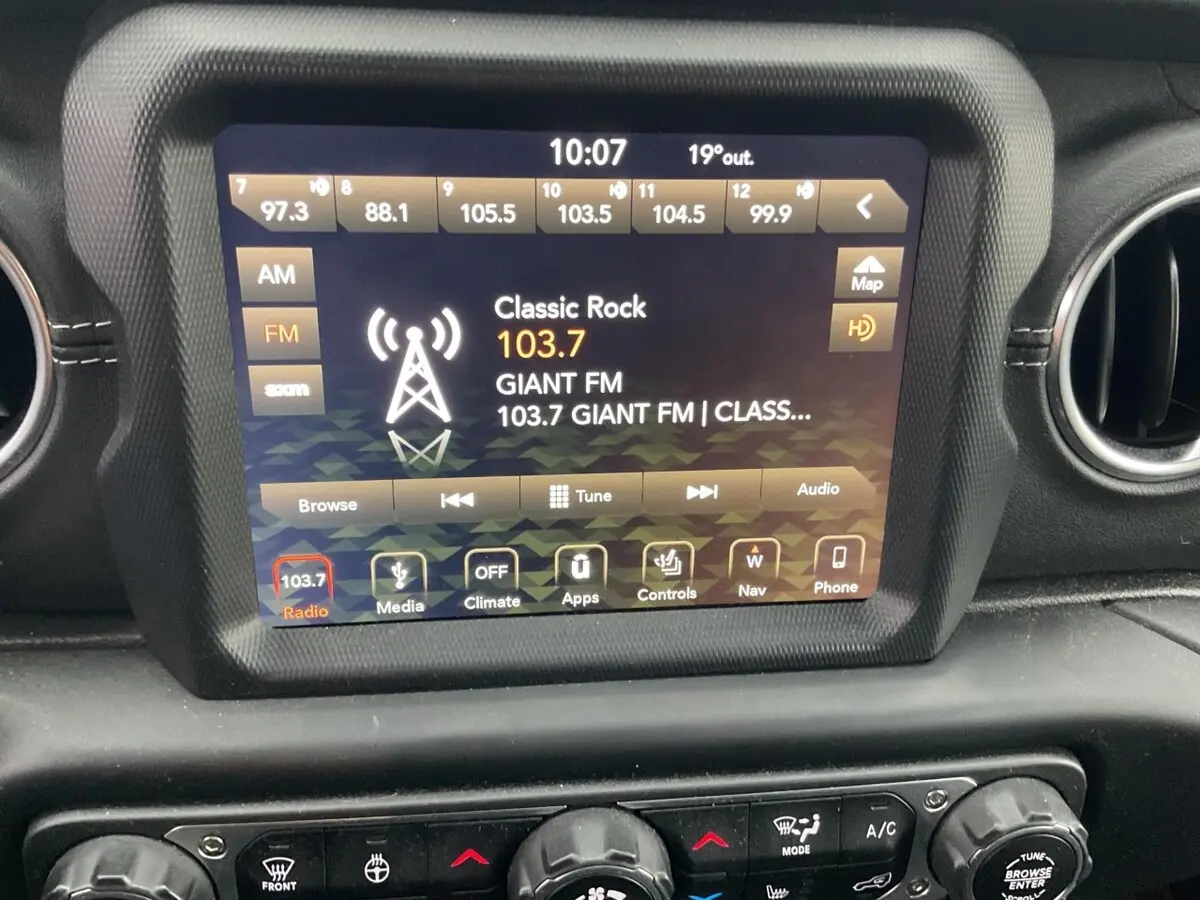 10:07 19°out.
7 8 9 10 11 12
97.3 88.1 105.5 103.5 104.5 99.9
AM
Map
FM
HD
sxm
Classic Rock
103.7
GIANT FM
103.7 GIANT FM | CLASS...
Browse Tune Audio
103.7 OFF W
Radio Media Climate Apps Controls Nav Phone
FRONT
MODE
A/C
TUNE
BROWSE
ENTER
SCROLL